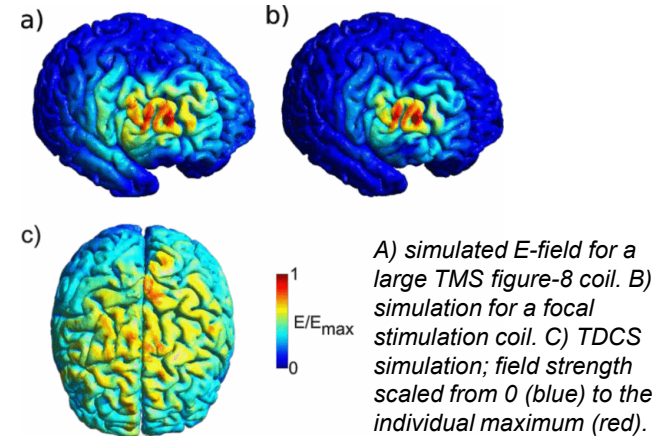 a)
b)
c)
1
E/Emax
0
A) simulated E-field for a
large TMS figure-8 coil. B)
simulation for a focal
stimulation coil. C) TDCS
simulation; field strength
scaled from 0 (blue) to the
individual maximum (red).